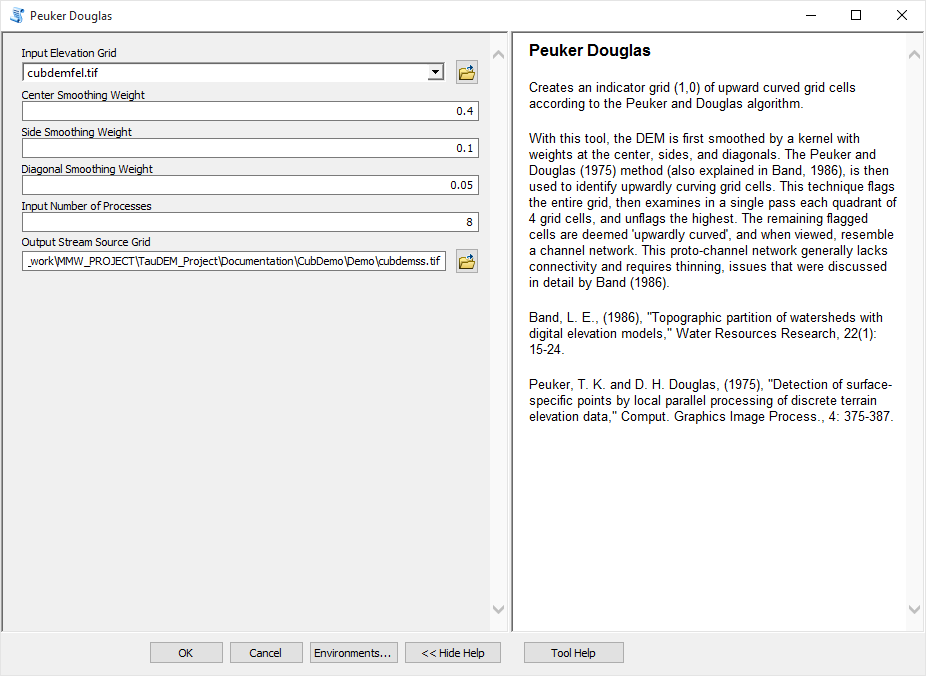 Peuker Douglas
Input Elevation Grid
cubdemfel.tif
Center Smoothing Weight
0.4
Side Smoothing Weight
0.1
Diagonal Smoothing Weight
0.05
Input Number of Processes
8
Output Stream Source Grid
_work\MMW_PROJECT\TauDEM_Project\Documentation\CubDemo\Demo\cubdemss.tif
Peuker Douglas
Creates an indicator grid (1,0) of upward curved grid cells
according to the Peuker and Douglas algorithm.
With this tool, the DEM is first smoothed by a kernel with
weights at the center, sides, and diagonals. The Peuker and
Douglas (1975) method (also explained in Band, 1986), is then
used to identify upwardly curving grid cells. This technique flags
the entire grid, then examines in a single pass each quadrant of
4 grid cells, and unflags the highest. The remaining flagged
cells are deemed 'upwardly curved', and when viewed, resemble
a channel network. This proto-channel network generally lacks
connectivity and requires thinning, issues that were discussed
in detail by Band (1986).
Band, L. E., (1986), "Topographic partition of watersheds with
digital elevation models," Water Resources Research, 22(1):
15-24.
Peuker, T. K. and D. H. Douglas, (1975), "Detection of surface-
specific points by local parallel processing of discrete terrain
elevation data," Comput. Graphics Image Process., 4: 375-387.
OK
Cancel
Environments...
<< Hide Help
Tool Help